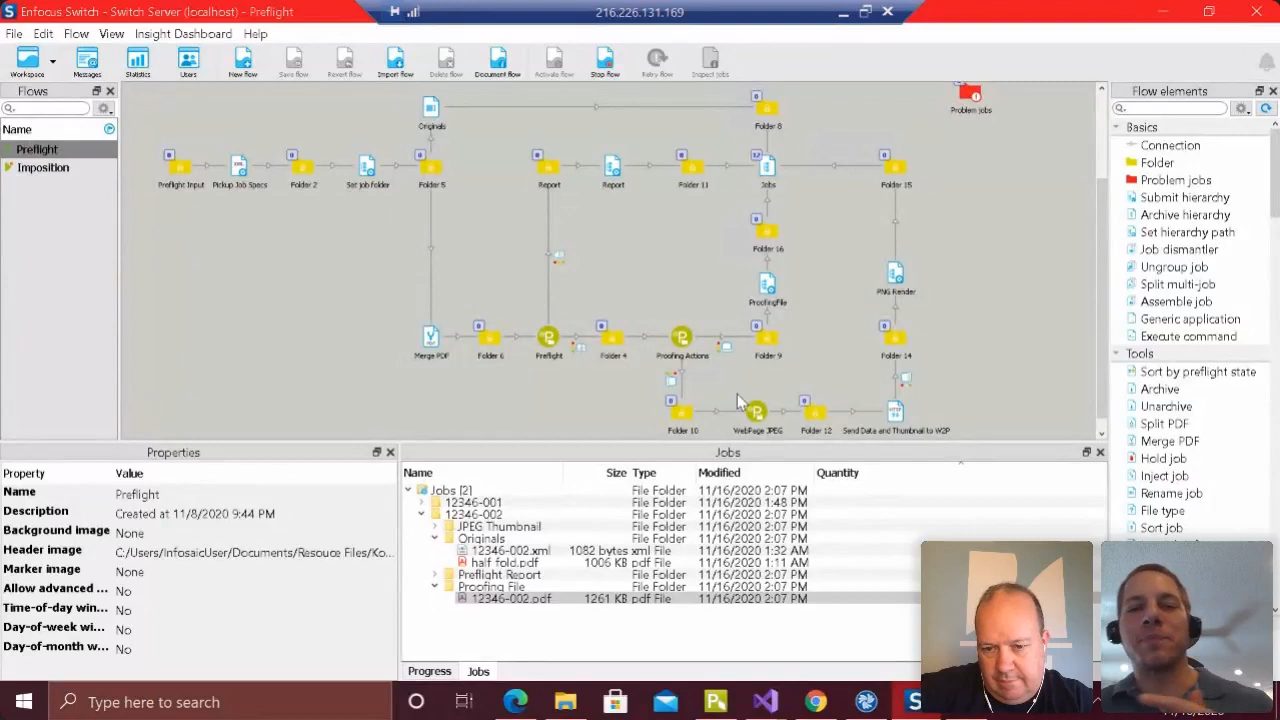 Enfocus Switch - Switch Server (localhost) - Preflight
216.226.131.169
File Edit Flow View Insight Dashboard Help
Workspace Messages Statistics Users New flow Save flow Revert flow Import flow Delete flow Document flow Activate flow Stop flow Retry flow Inspect jobs
Flows
Name
Preflight
Imposition
Problem jobs
Originals
Folder 8
Preflight Input Pickup Job Specs Folder 2 Set job folder Folder 5 Report Report Folder 11 Jobs Folder 15
Folder 16
ProofingFile
PNG Render
Merge PDF Folder 6 Preflight Folder 4 Proofing Actions Folder 9 Folder 14
Folder 10 WebPage JPEG Folder 12 Send Data and Thumbnail to W2P
Flow elements
Basics
Connection
Folder
Problem jobs
Submit hierarchy
Archive hierarchy
Set hierarchy path
Job dismantler
Ungroup job
Split multi-job
Assemble job
Generic application
Execute command
Tools
Sort by preflight state
Archive
Unarchive
Split PDF
Merge PDF
Hold job
Inject job
Rename job
File type
Sort job
Properties
Property Value
Name Preflight
Description Created at 11/8/2020 9:44 PM
Background image None
Header image C:/Users/InfosaicUser/Documents/Resouce Files/Ko...
Marker image None
Allow advanced ... No
Time-of-day win... No
Day-of-week wi... No
Day-of-month w... No
Jobs
Name Size Type Modified Quantity
Jobs [2] File Folder 11/16/2020 2:07 PM
12346-001 File Folder 11/16/2020 1:48 PM
12346-002 File Folder 11/16/2020 2:07 PM
JPEG Thumbnail File Folder 11/16/2020 2:07 PM
Originals File Folder 11/16/2020 2:07 PM
12346-002.xml 1082 bytes xml File 11/16/2020 1:32 AM
half fold.pdf 1006 KB pdf File 11/16/2020 1:11 AM
Preflight Report File Folder 11/16/2020 2:07 PM
Proofing File File Folder 11/16/2020 2:07 PM
12346-002.pdf 1261 KB pdf File 11/16/2020 2:07 PM
Progress Jobs
Type here to search